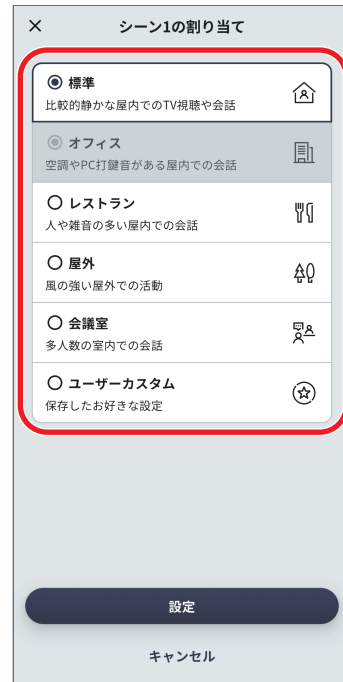 シーン1の割り当て
標準
比較的静かな屋内でのTV視聴や会話
オフィス
空調やPC打鍵音がある屋内での会話
レストラン
人や雑音の多い屋内での会話
屋外
風の強い屋外での活動
会議室
多人数の室内での会話
ユーザーカスタム
保存したお好きな設定
設定
キャンセル